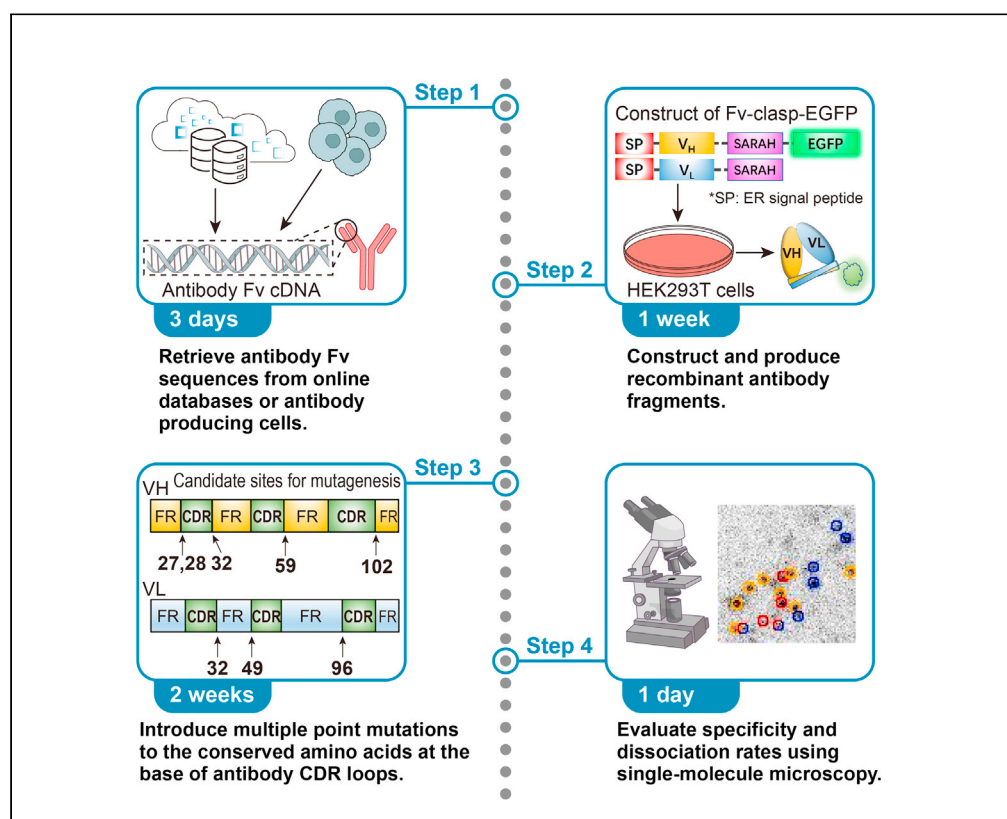 Step 1
Antibody Fv cDNA
3 days
Retrieve antibody Fv
sequences from online
databases or antibody
producing cells.
Step 2
Construct of Fv-clasp-EGFP
SP VH SARAH EGFP
SP VL SARAH
*SP: ER signal peptide
VH VL
HEK293T cells
1 week
Construct and produce
recombinant antibody
fragments.
Step 3
Candidate sites for mutagenesis
VH
FR CDR FR CDR FR CDR FR
27,28 32 59 102
VL
FR CDR FR CDR FR CDR FR
32 49 96
2 weeks
Introduce multiple point mutations
to the conserved amino acids at the
base of antibody CDR loops.
Step 4
1 day
Evaluate specificity and
dissociation rates using
single-molecule microscopy.